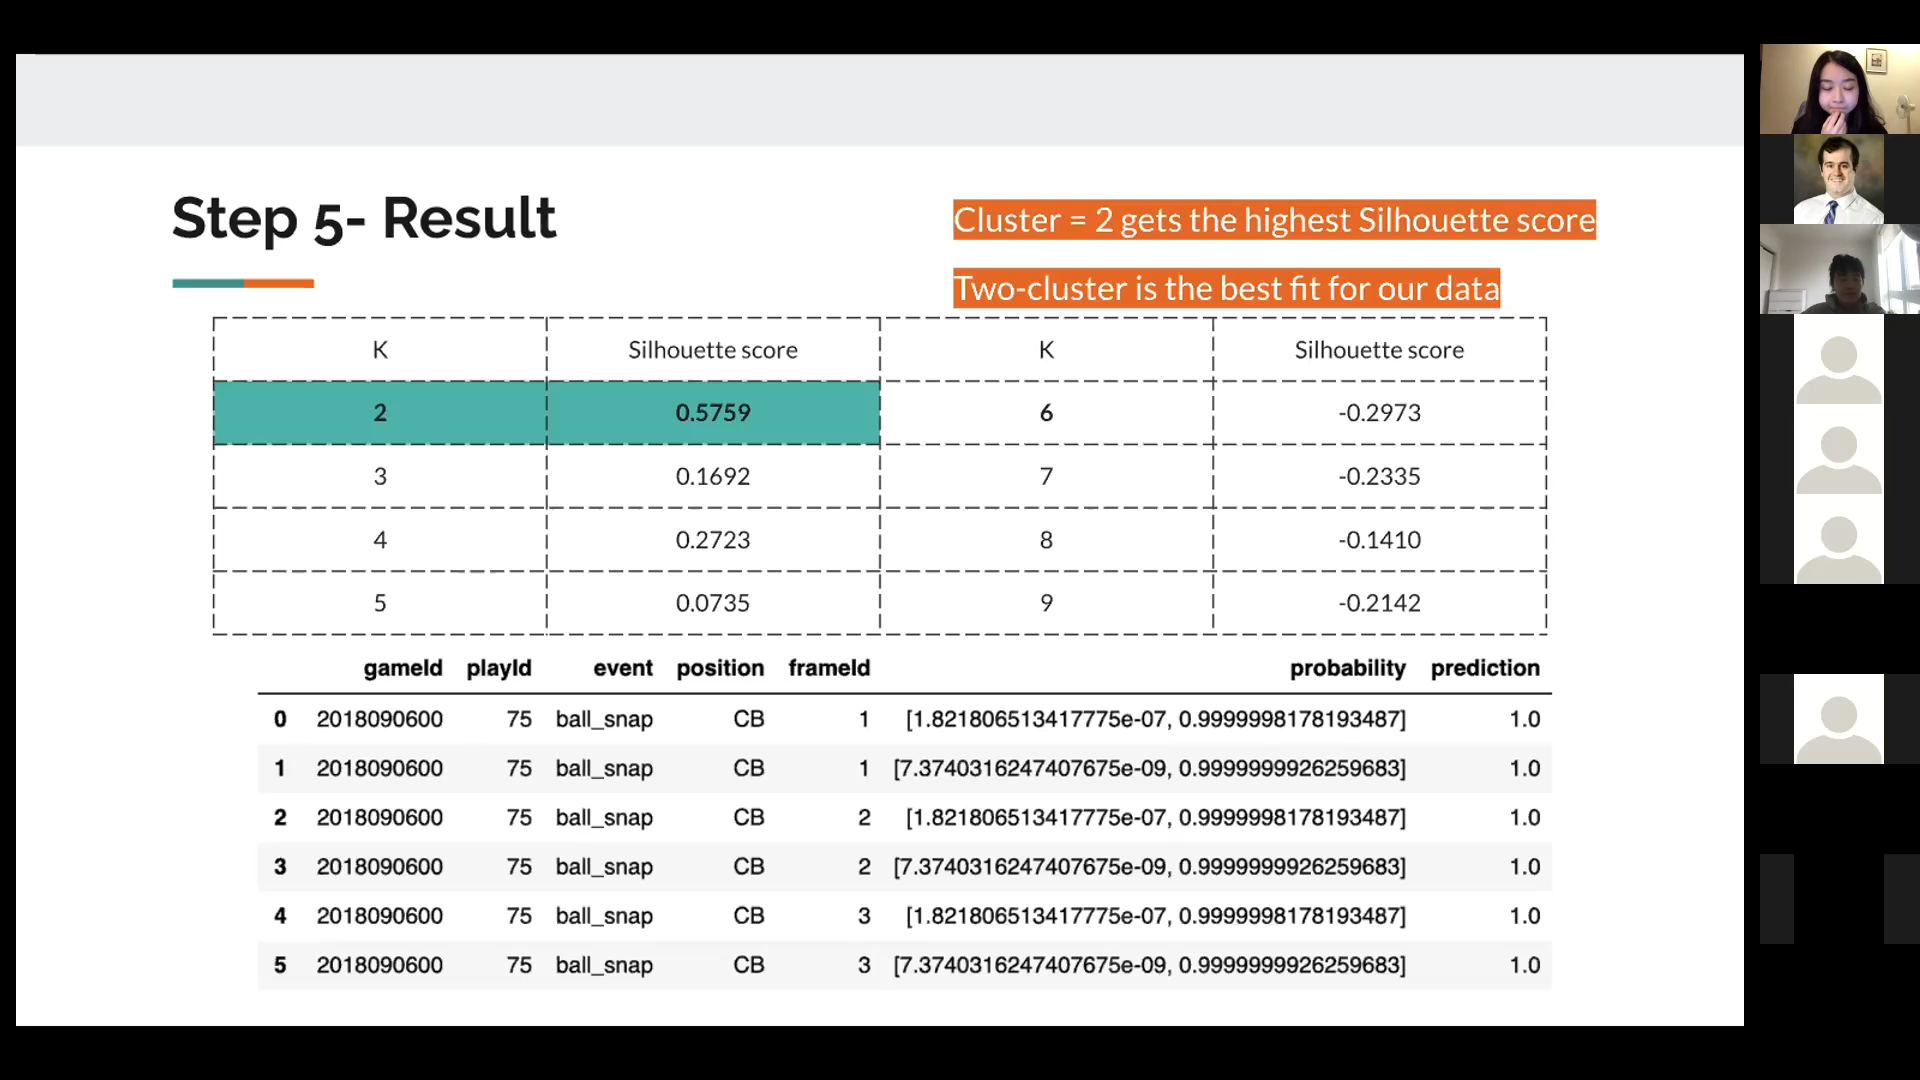 Step 5- Result
Cluster = 2 gets the highest Silhouette score
Two-cluster is the best fit for our data
K Silhouette score K Silhouette score
2 0.5759 6 -0.2973
3 0.1692 7 -0.2335
4 0.2723 8 -0.1410
5 0.0735 9 -0.2142
gameId playId event position frameId probability prediction
0 2018090600 75 ball_snap CB 1 [1.821806513417775e-07, 0.9999998178193487] 1.0
1 2018090600 75 ball_snap CB 1 [7.3740316247407675e-09, 0.9999999926259683] 1.0
2 2018090600 75 ball_snap CB 2 [1.821806513417775e-07, 0.9999998178193487] 1.0
3 2018090600 75 ball_snap CB 2 [7.3740316247407675e-09, 0.9999999926259683] 1.0
4 2018090600 75 ball_snap CB 3 [1.821806513417775e-07, 0.9999998178193487] 1.0
5 2018090600 75 ball_snap CB 3 [7.3740316247407675e-09, 0.9999999926259683] 1.0